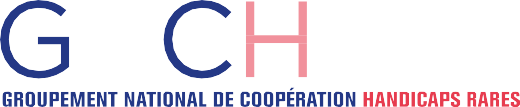 G CH
GROUPEMENT NATIONAL DE COOPÉRATION HANDICAPS RARES